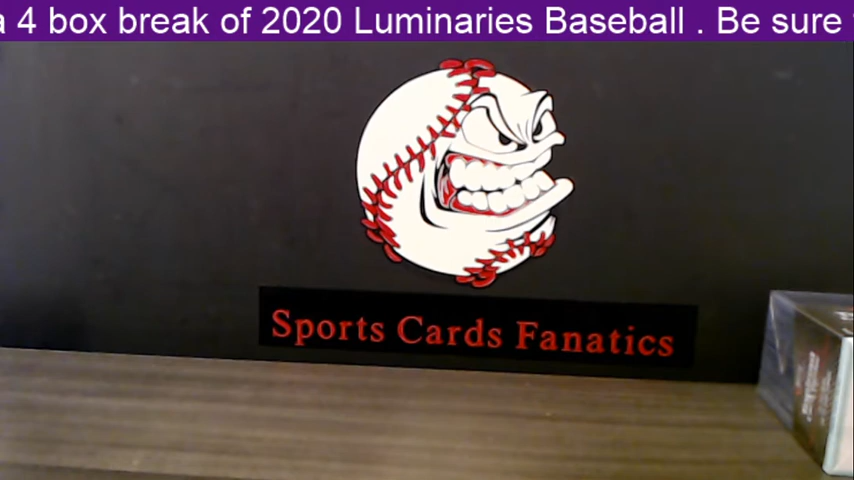 a 4 box break of 2020 Luminaries Baseball . Be sure
Sports Cards Fanatics